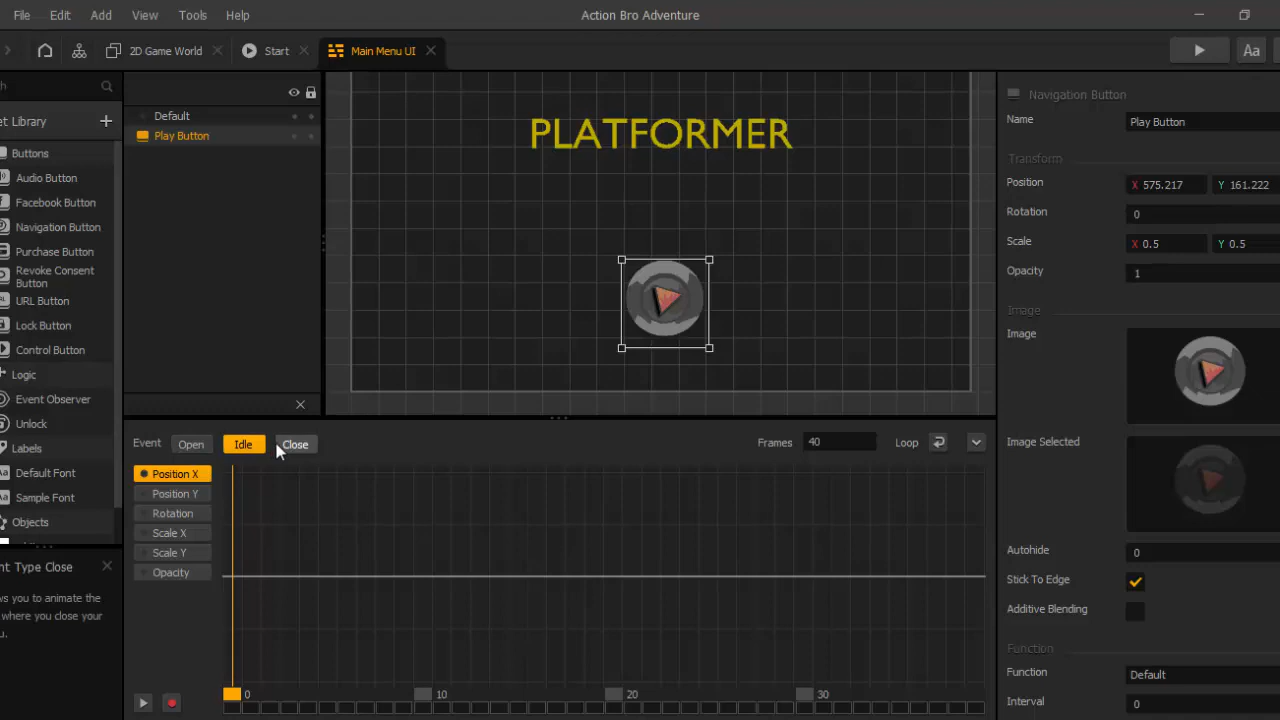 File Edit Add View Tools Help Action Bro Adventure
2D Game World Start Main Menu UI Aa
h
et Library +
Buttons
Audio Button
Facebook Button
Navigation Button
Purchase Button
Revoke Consent
Button
URL URL Button
Lock Button
Control Button
Logic
Event Observer
Unlock
Labels
Aa Default Font
Aa Sample Font
Objects
nt Type Close
ws you to animate the
where you close your
u.
Default
Play Button
PLATFORMER
Event Open Idle Close Frames 40 Loop
Position X
Position Y
Rotation
Scale X
Scale Y
Opacity
0 10 20 30
Navigation Button
Name Play Button
Transform
Position X 575.217 Y 161.222
Rotation 0
Scale X 0.5 Y 0.5
Opacity 1
Image
Image
Image Selected
Autohide 0
Stick To Edge
Additive Blending
Function
Function Default
Interval 0